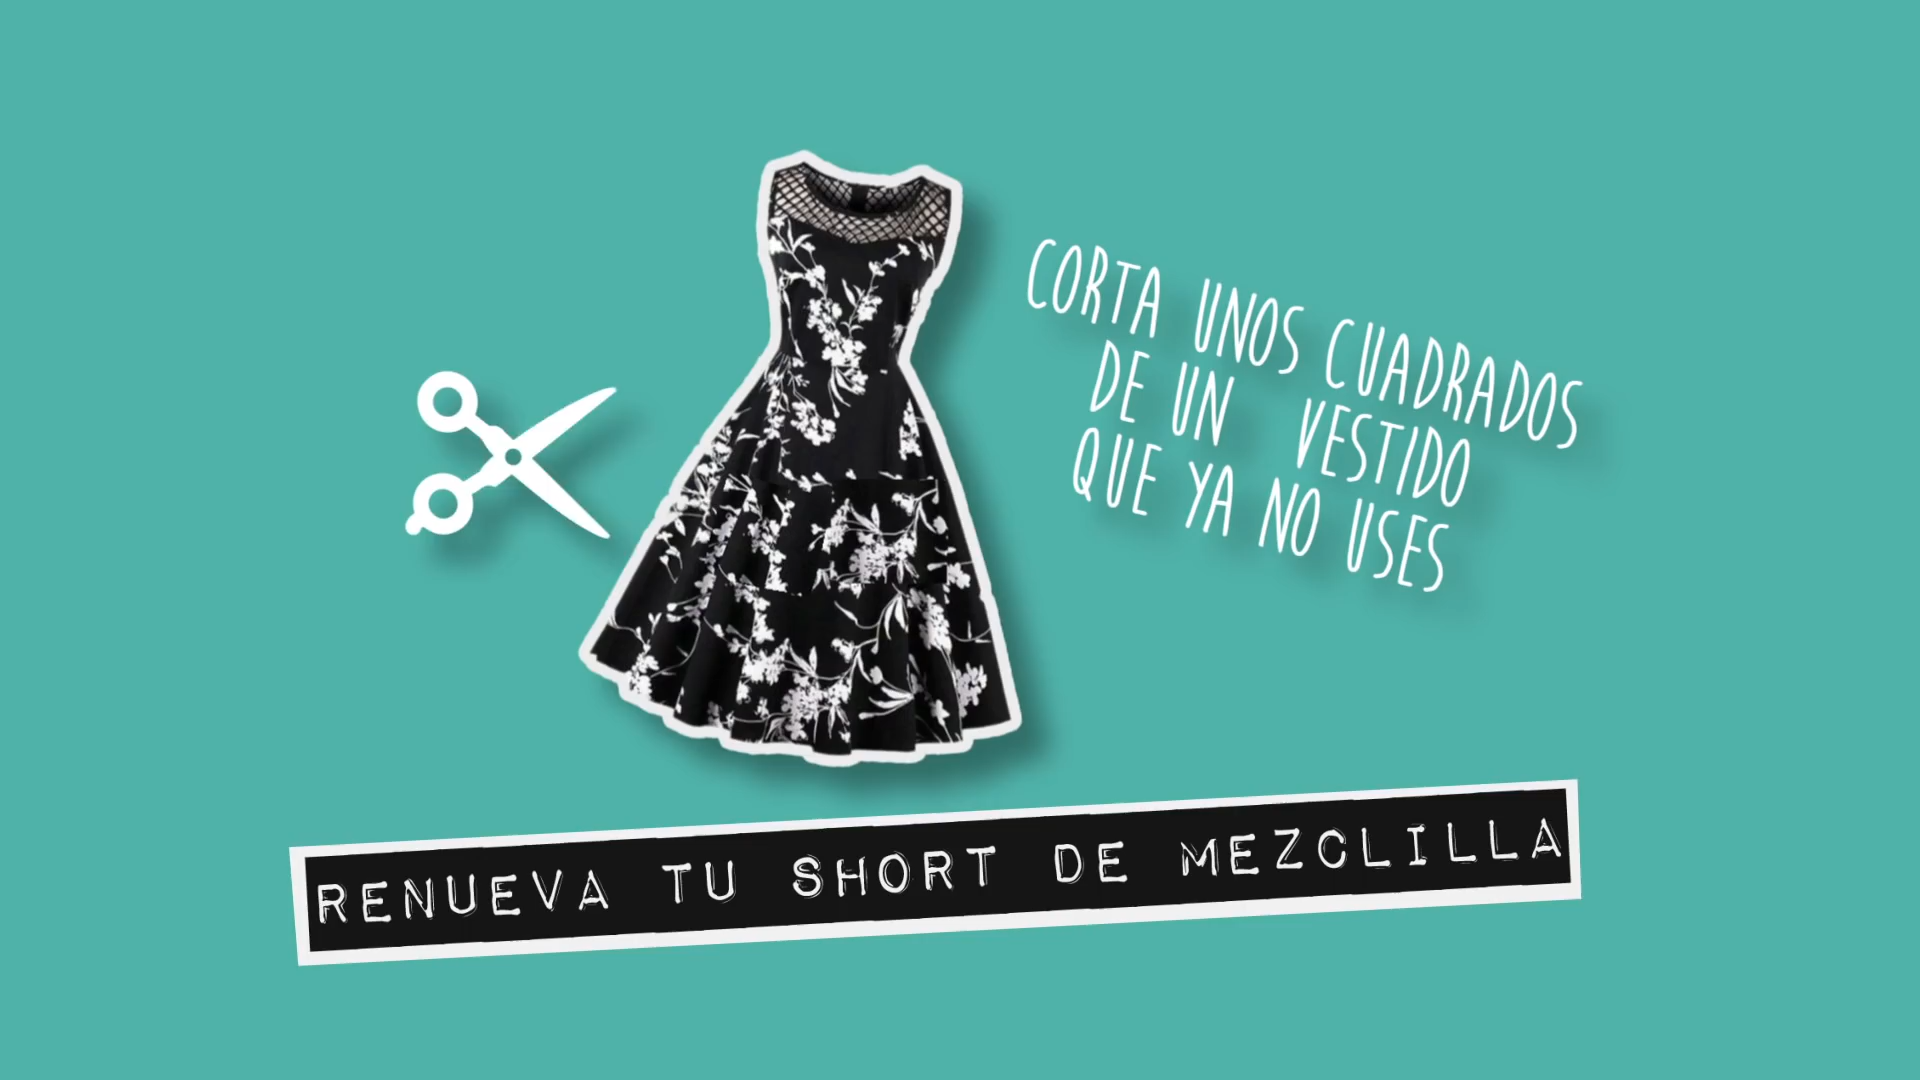 CORTA UNOS CUADRADOS
DE UN VESTIDO
QUE YA NO USES
RENUEVA TU SHORT DE MEZCLILLA